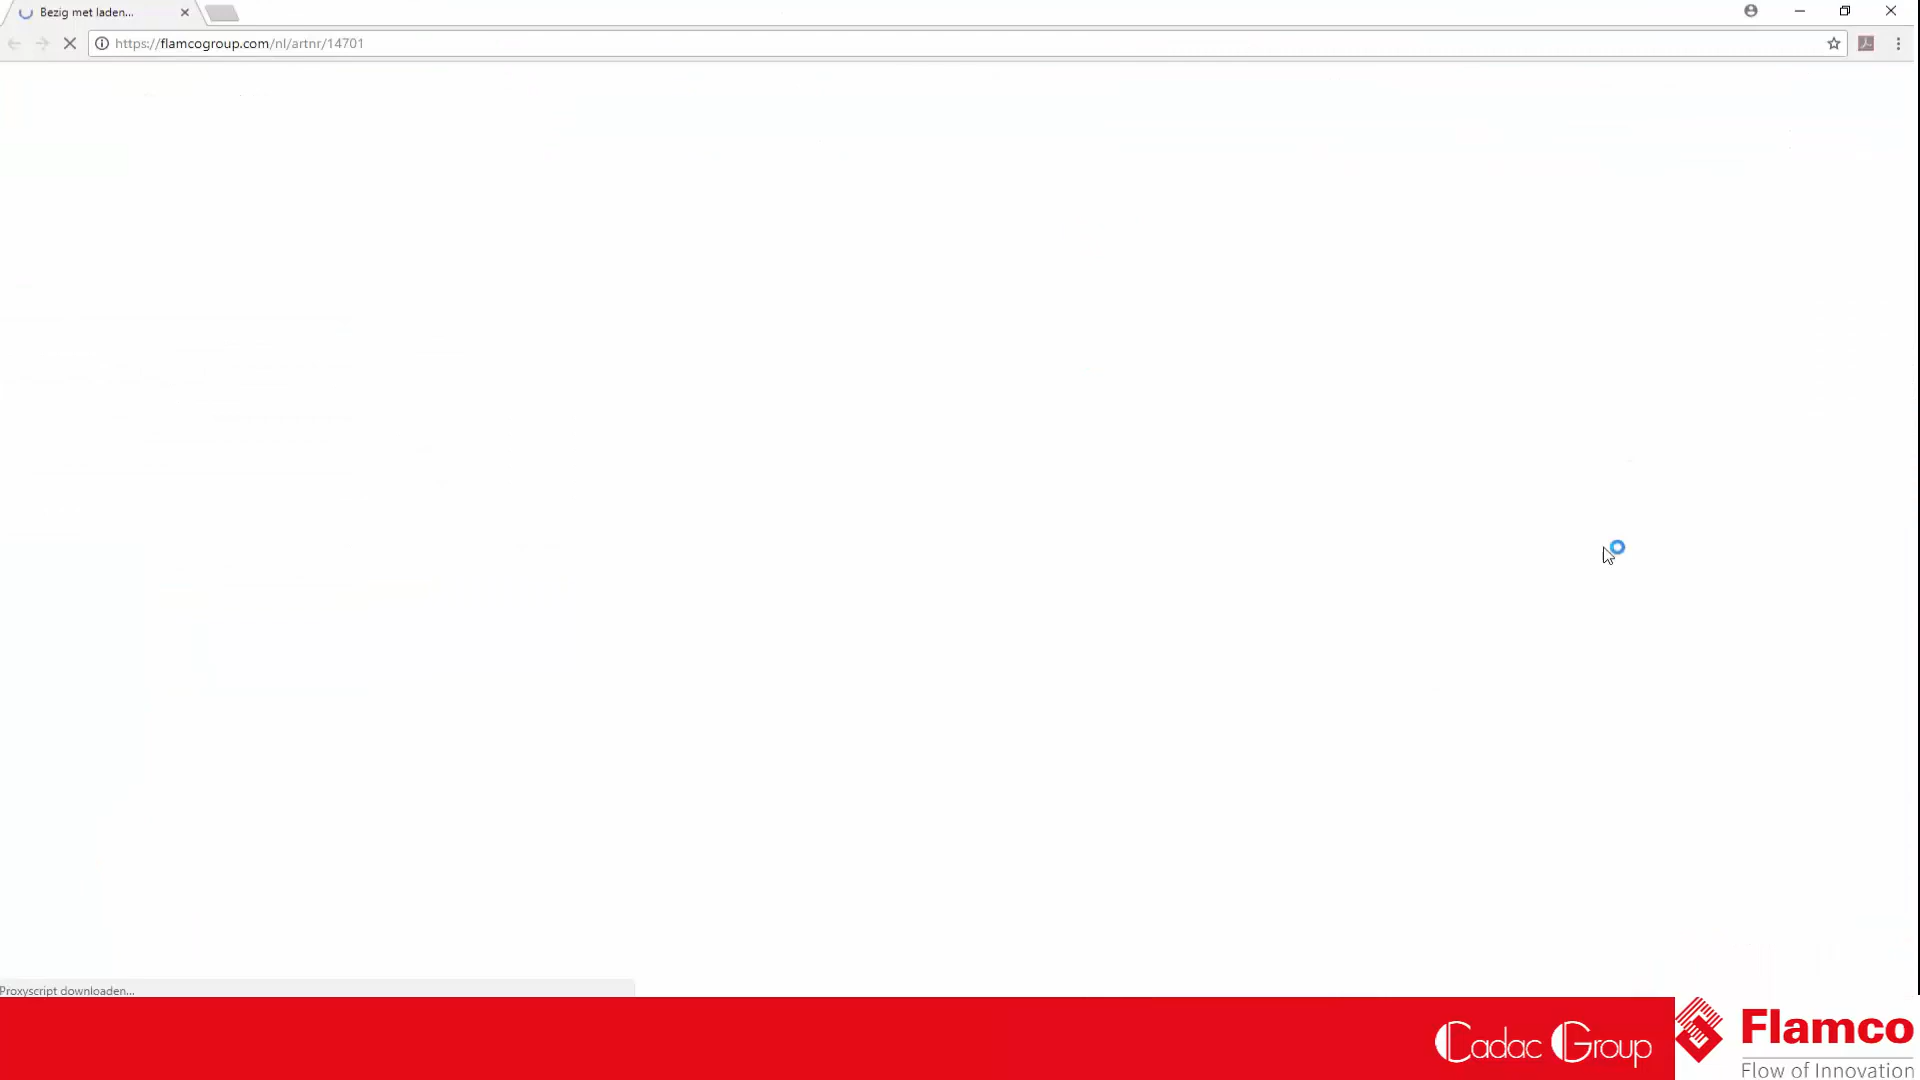 Bezig met laden...
https://flamcogroup.com/nl/artnr/14701
Proxyscript downloaden...
Cadac Group
Flamco
Flow of Innovation